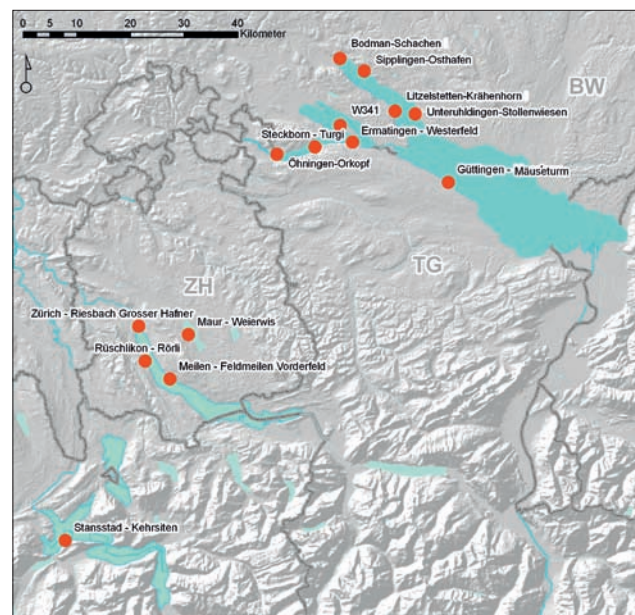 0 5 10 20 30 40
Kilometer
Bodman-Schachen
Sipplingen-Osthafen
BW
Litzelstetten-Krähenhorn
W341
Unteruhldingen-Stollenwiesen
Steckborn - Turgi
Ermatingen - Westerfeld
Öhningen-Orkopf
Güttingen - Mäuseturm
TG
ZH
Zürich - Riesbach Grosser Hafner
Maur - Weierwis
Rüschlikon - Rörli
Meilen - Feldmeilen Vorderfeld
Stansstad - Kehrsiten